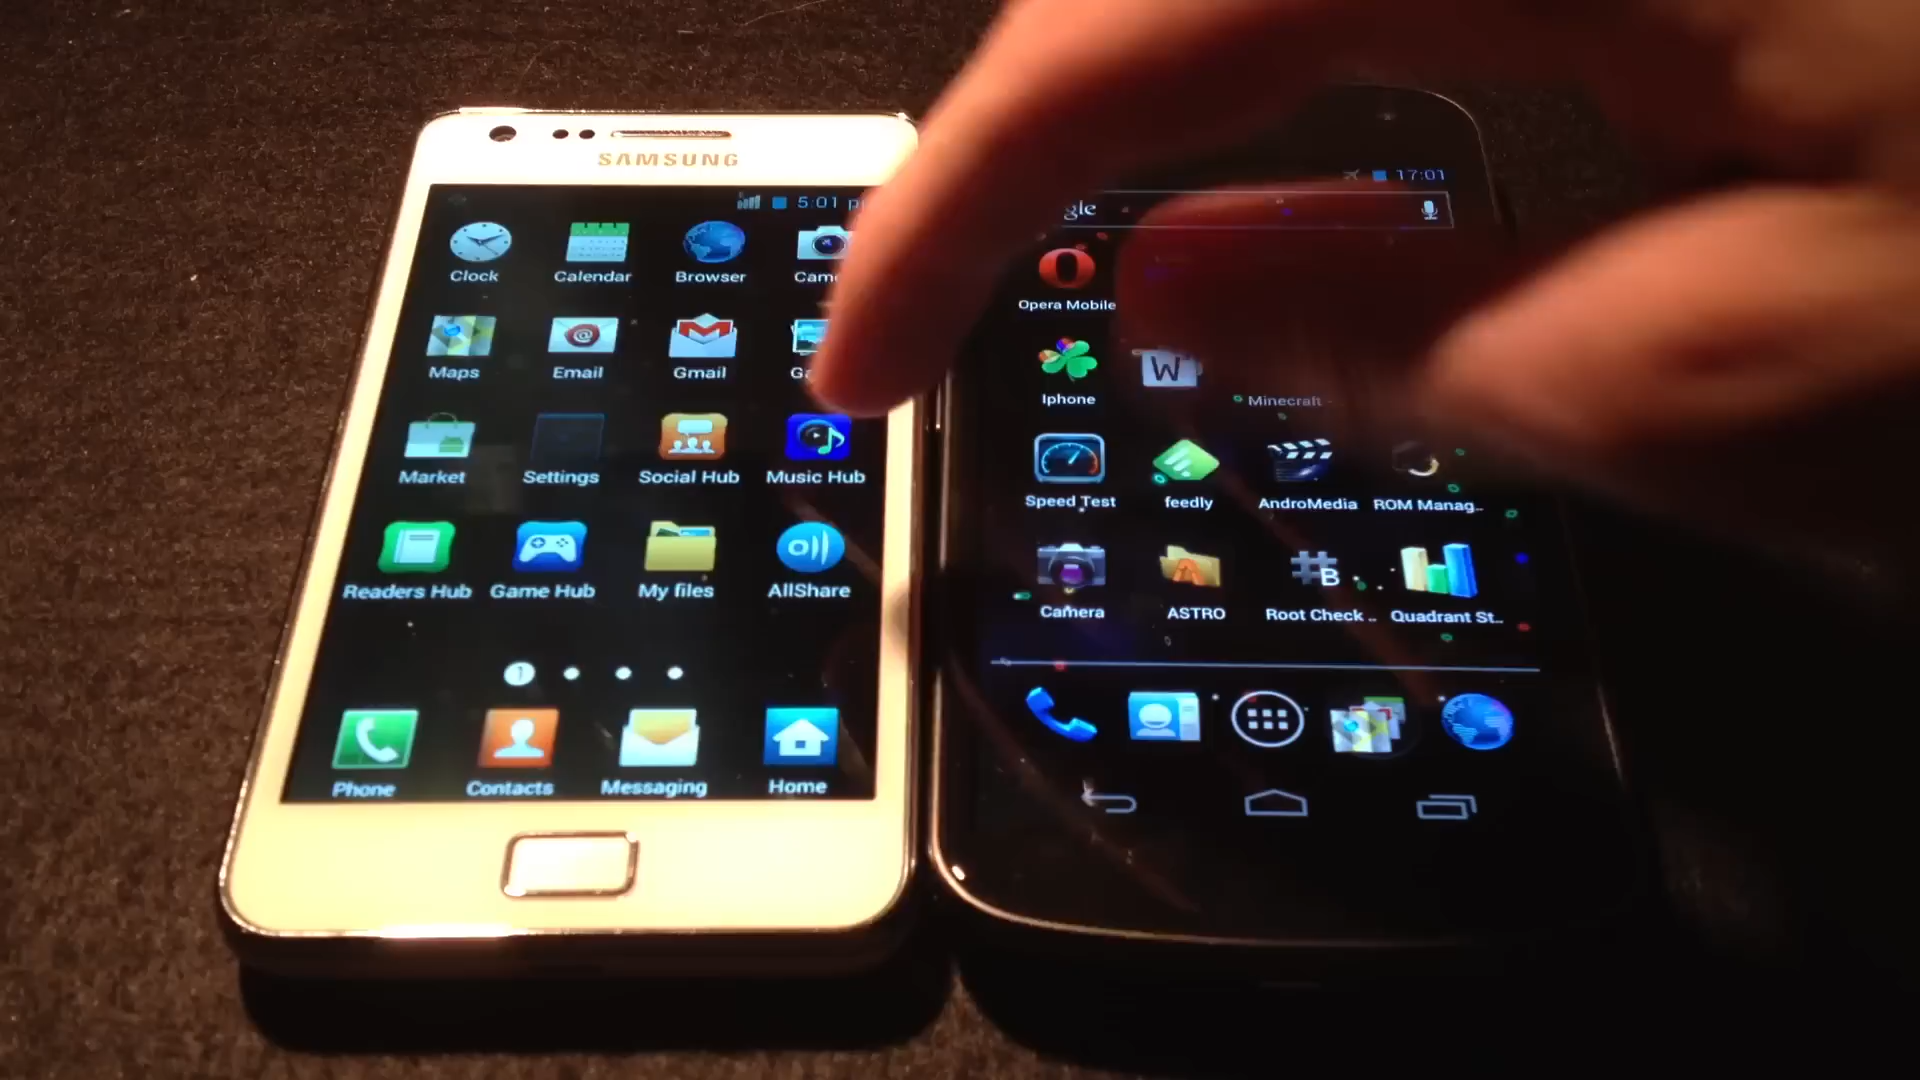 SAMSUNG
5:01
Clock Calendar Browser
Maps Email Gmail
Market Settings Social Hub Music Hub
Readers Hub Game Hub My files AllShare
1
Phone Contacts Messaging Home
17:01
gle
Opera Mobile
Iphone W Minecraft -
Speed Test feedly AndroMedia ROM Manag..
Camera ASTRO Root Check .. Quadrant St..